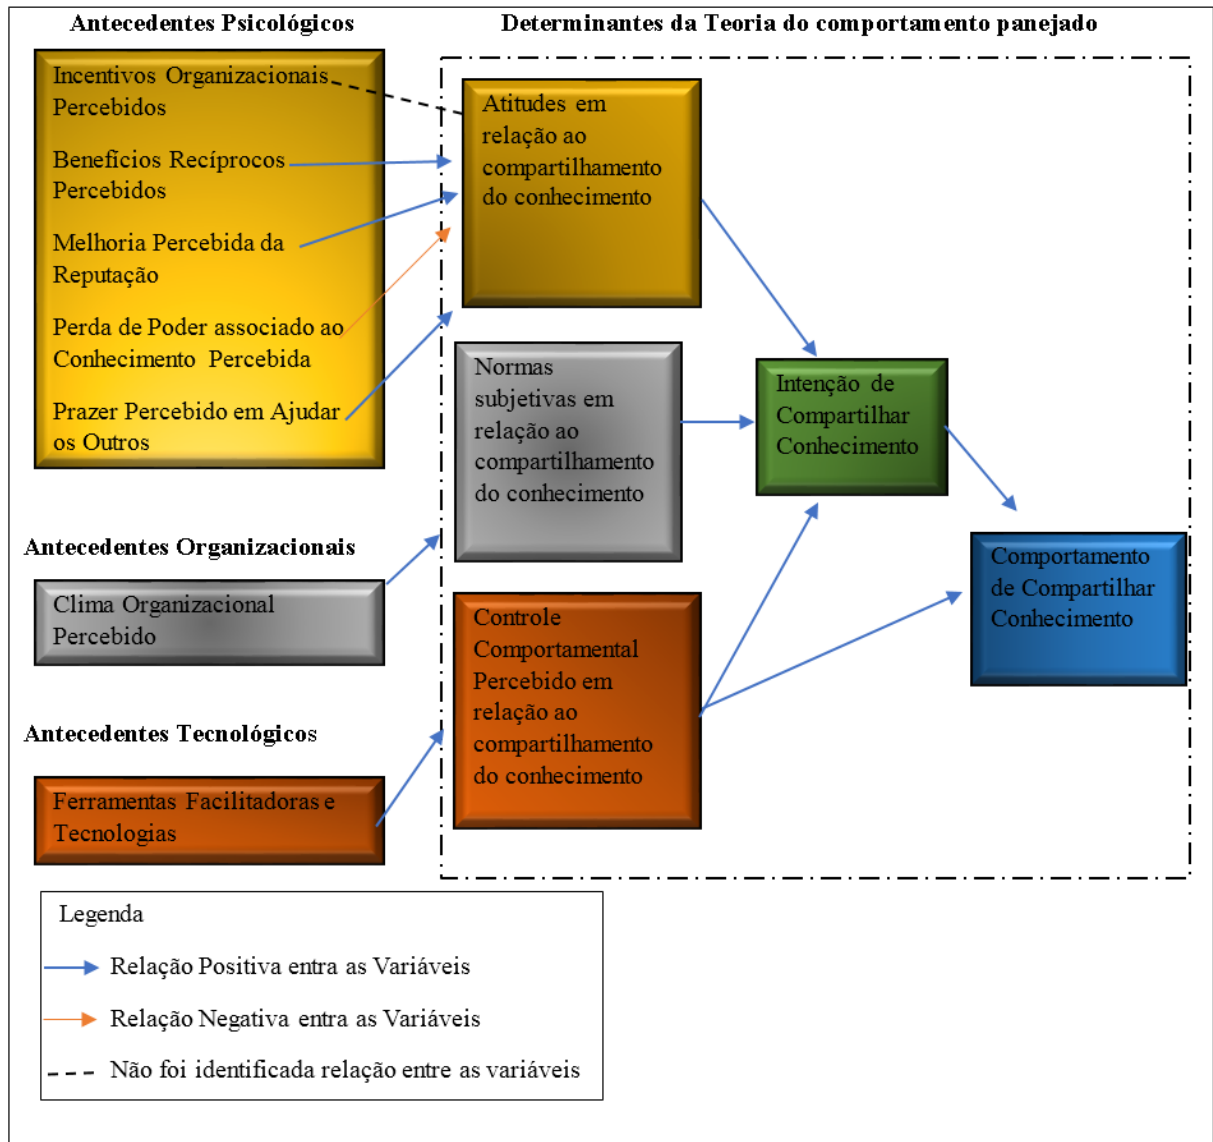 Antecedentes Psicológicos
Incentivos Organizacionais
Percebidos
Benefícios Recíprocos
Percebidos
Melhoria Percebida da
Reputação
Perda de Poder associado ao
Conhecimento Percebida
Prazer Percebido em Ajudar
os Outros
Antecedentes Organizacionais
Clima Organizacional
Percebido
Antecedentes Tecnológicos
Ferramentas Facilitadoras e
Tecnologias
Determinantes da Teoria do comportamento panejado
Atitudes em
relação ao
compartilhamento
do conhecimento
Normas
subjetivas em
relação ao
compartilhamento
do conhecimento
Controle
Comportamental
Percebido em
relação ao
compartilhamento
do conhecimento
Intenção de
Compartilhar
Conhecimento
Comportamento
de Compartilhar
Conhecimento
Legenda
Relação Positiva entra as Variáveis
Relação Negativa entra as Variáveis
Não foi identificada relação entre as variáveis